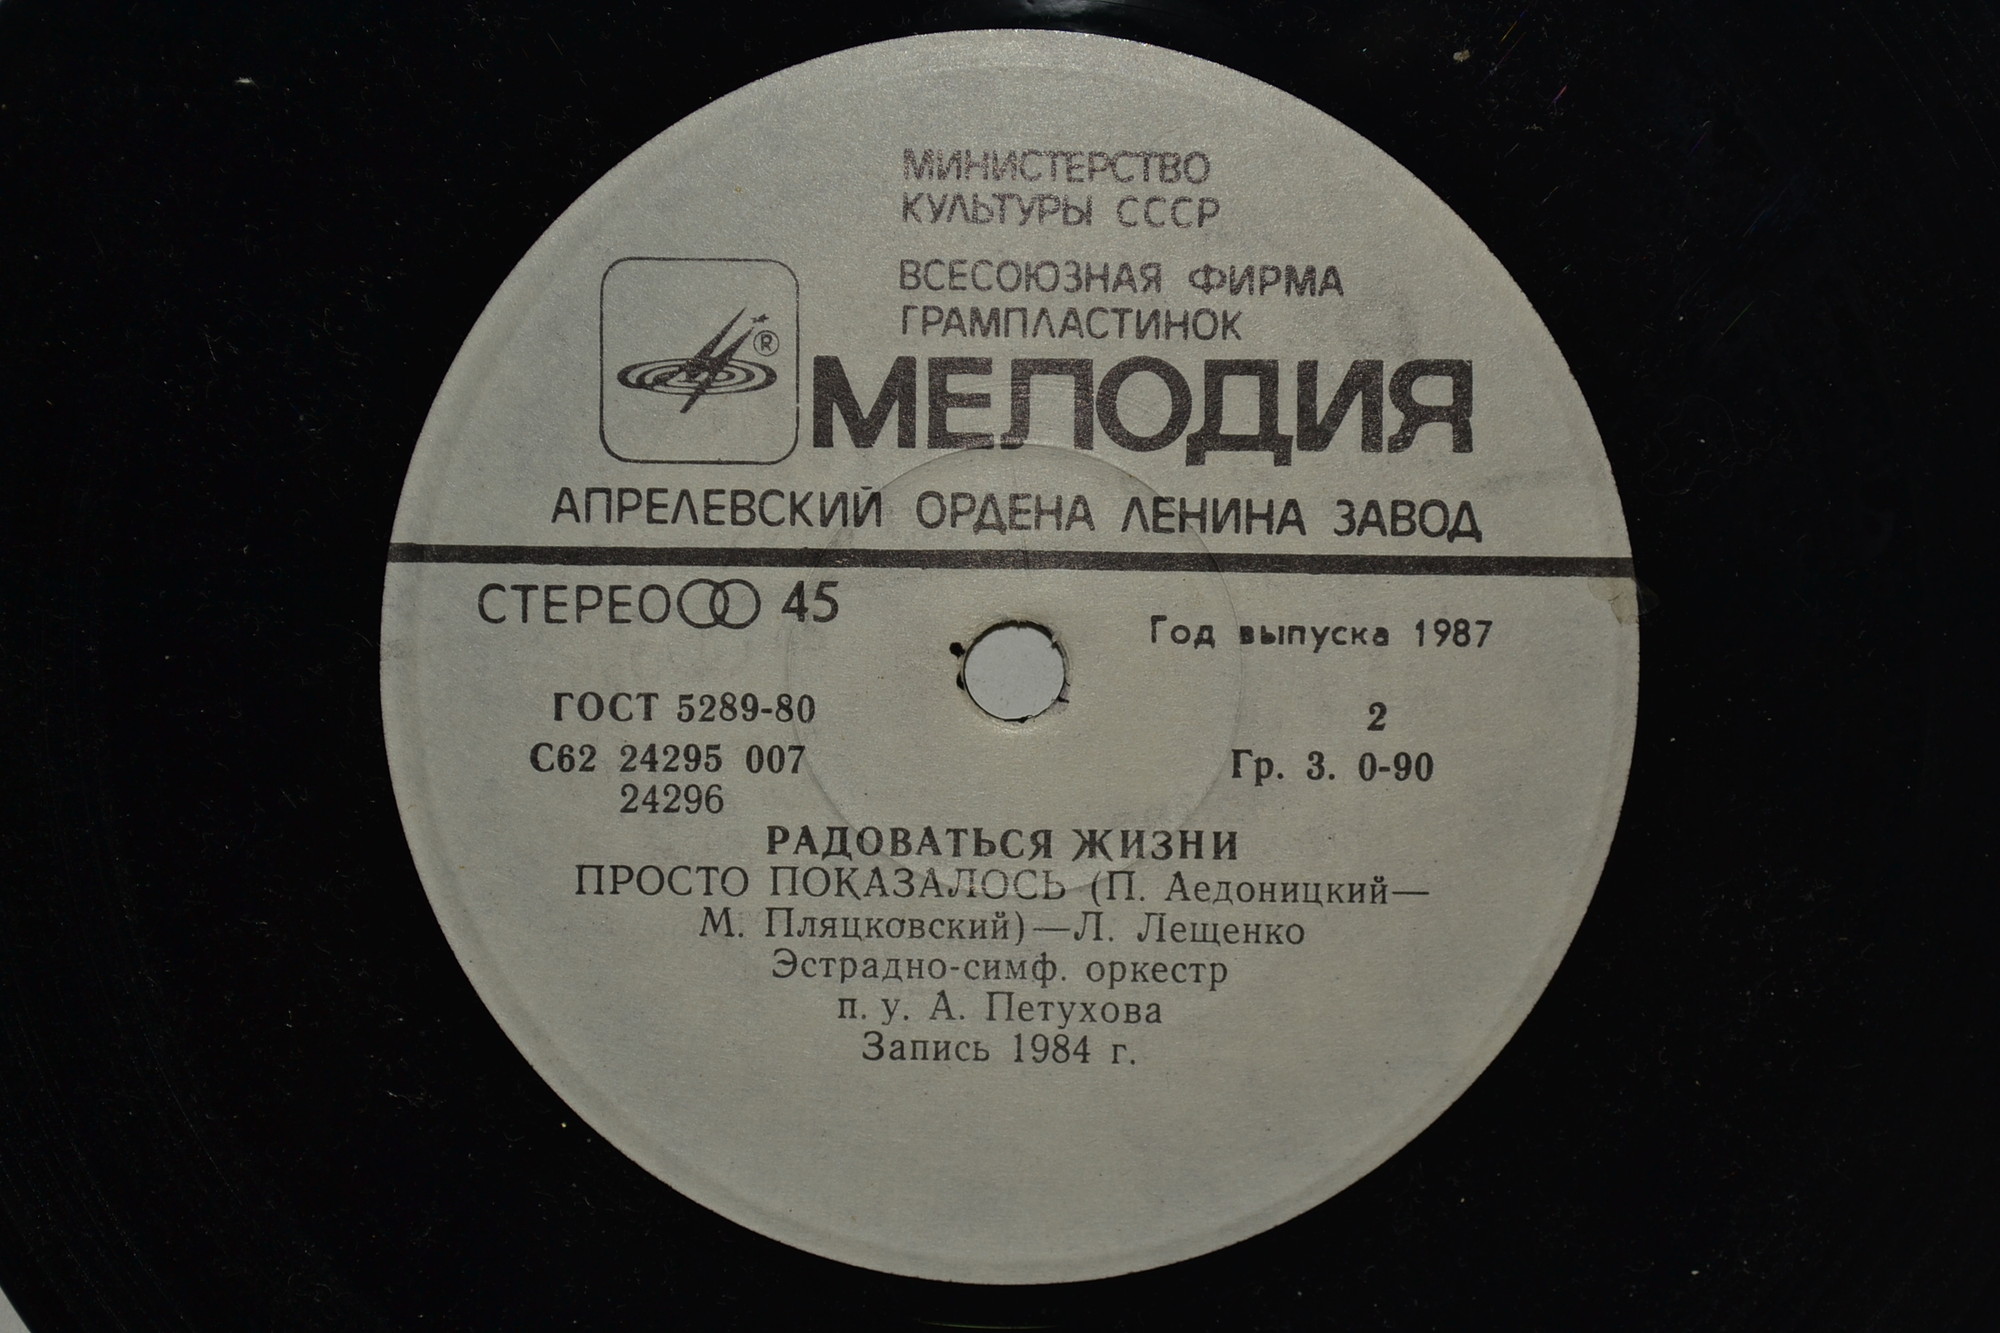 МИНИСТЕРСТВО
КУЛЬТУРЫ СССР
ВСЕСОЮЗНАЯ ФИРМА
ГРАМПЛАСТИНОК
®
МЕЛОДИЯ
АПРЕЛЕВСКИЙ ОРДЕНА ЛЕНИНА ЗАВОД
СТЕРЕО 45
Год выпуска 1987
ГОСТ 5289-80
2
С62 24295 007
Гр. 3. 0-90
24296
РАДОВАТЬСЯ ЖИЗНИ
ПРОСТО ПОКАЗАЛОСЬ (П. Аедоницкий—
М. Пляцковский)—Л. Лещенко
Эстрадно-симф. оркестр
п. у. А. Петухова
Запись 1984 г.